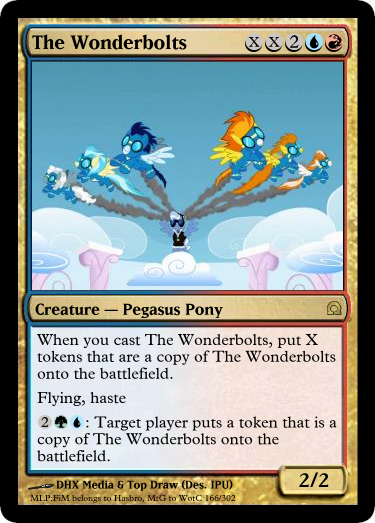 The Wonderbolts X X 2
Creature — Pegasus Pony
When you cast The Wonderbolts, put X
tokens that are a copy of The Wonderbolts
onto the battlefield.
Flying, haste
2 : Target player puts a token that is a
copy of The Wonderbolts onto the
battlefield.
DHX Media & Top Draw (Des. IPU)
2/2
MLP:FiM belongs to Hasbro, MtG to WotC 166/302